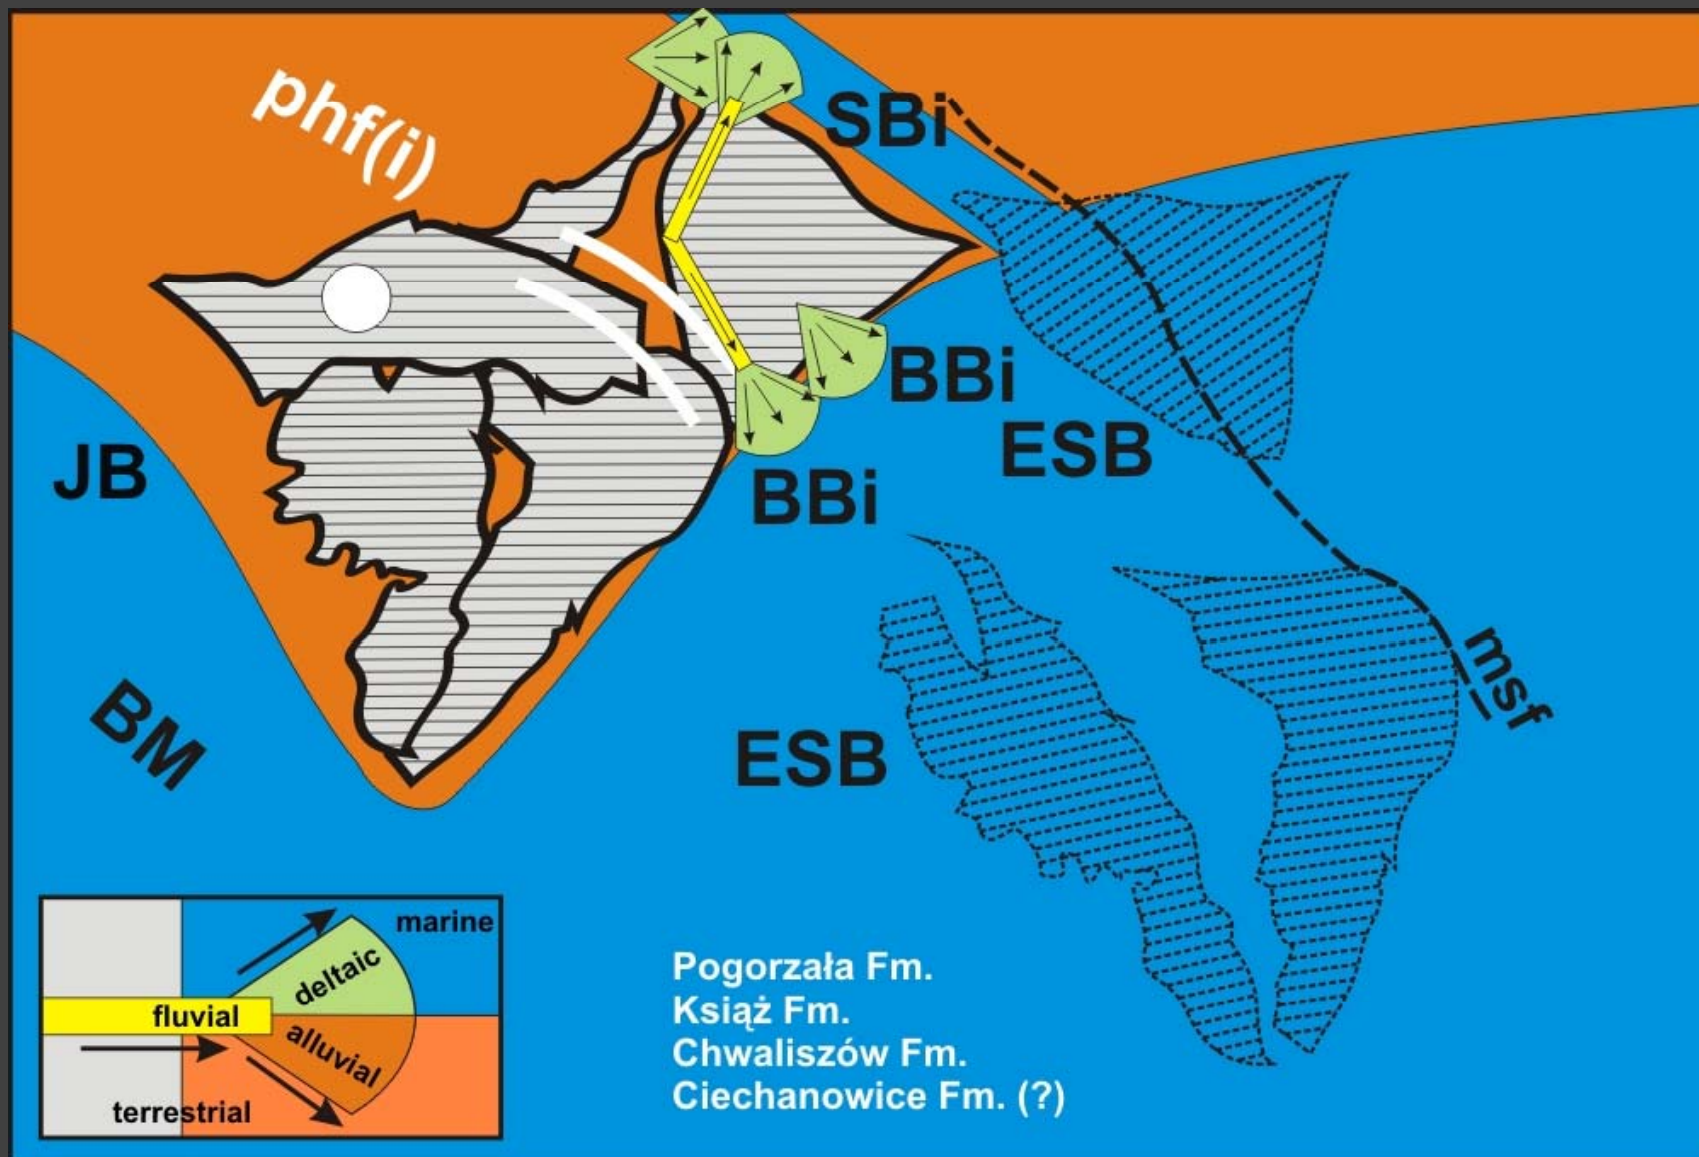 phf(i)
SBi
BBi
ESB
JB
BBi
BM
ESB
msf
marine
deltaic
fluvial
alluvial
terrestrial
Pogorzała Fm.
Książ Fm.
Chwaliszów Fm.
Ciechanowice Fm. (?)